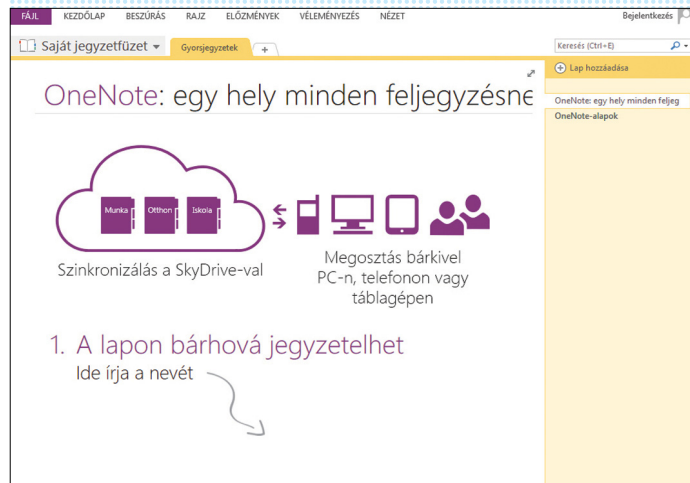 FÁJL KEZDŐLAP BESZÚRÁS RAJZ ELŐZMÉNYEK VÉLEMÉNYEZÉS NÉZET Bejelentkezés
Saját jegyzetfüzet Gyorsjegyzetek + Keresés (Ctrl+E)
Lap hozzáadása
OneNote: egy hely minden feljegyzésne
OneNote: egy hely minden feljeg
OneNote-alapok
Munka Otthon Iskola
Szinkronizálás a SkyDrive-val
Megosztás bárkivel
PC-n, telefonon vagy
táblagépen
1. A lapon bárhová jegyzetelhet
Ide írja a nevét